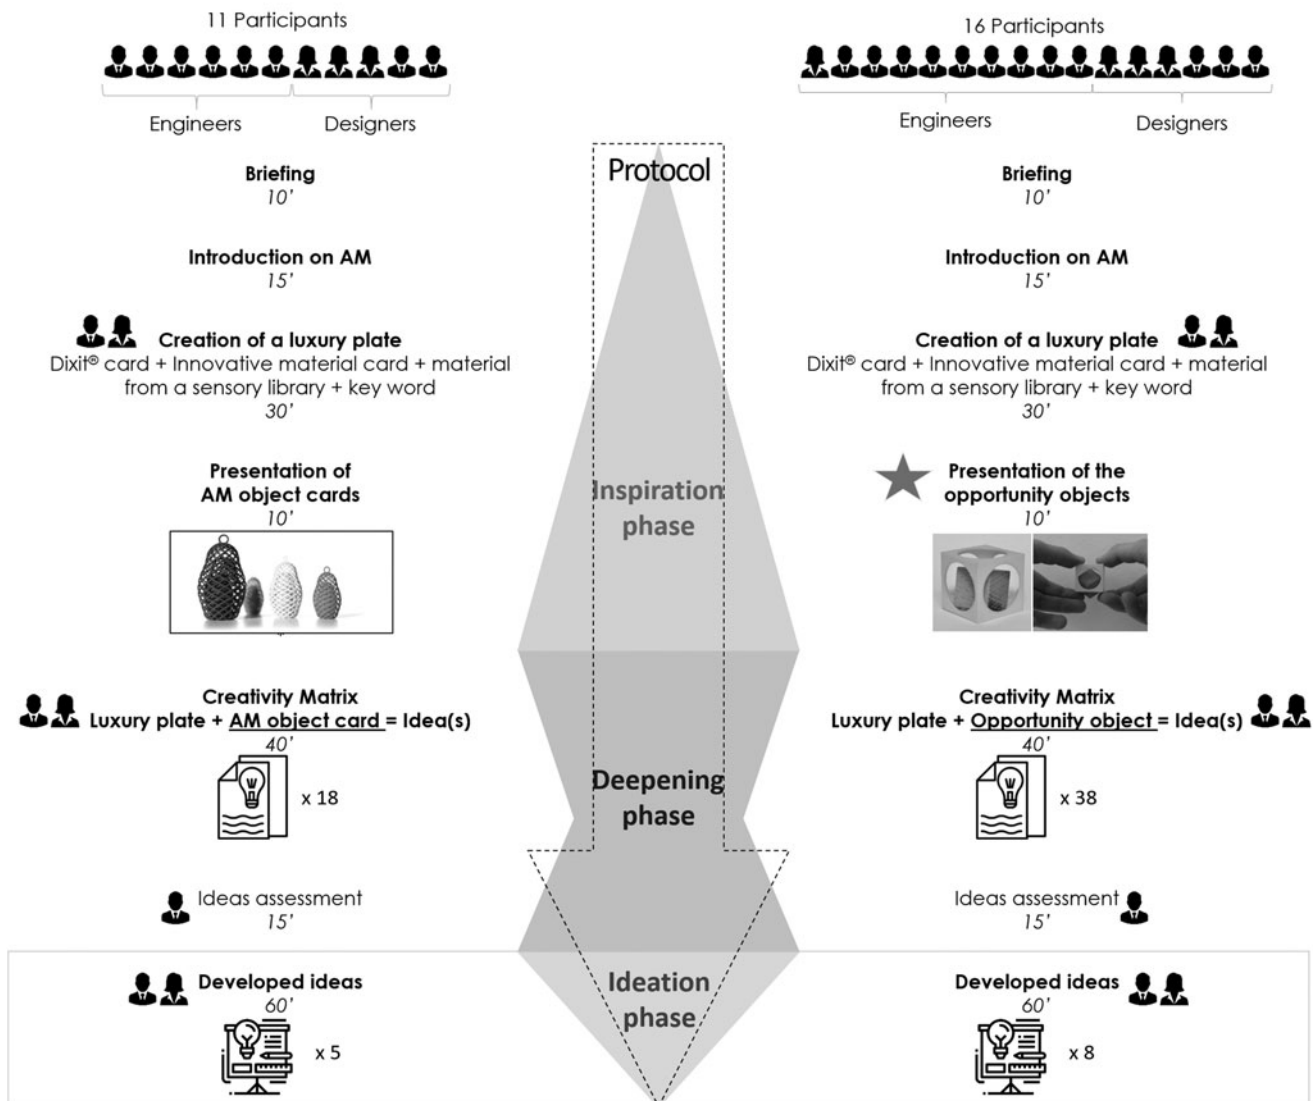 11 Participants
16 Participants
Engineers
Designers
Engineers
Designers
Protocol
Briefing
10’
Briefing
10’
Introduction on AM
15’
Introduction on AM
15’
Creation of a luxury plate
Dixit® card + Innovative material card + material
from a sensory library + key word
30’
Creation of a luxury plate
Dixit® card + Innovative material card + material
from a sensory library + key word
30’
Presentation of
AM object cards
10’
Inspiration
phase
Presentation of the
opportunity objects
10’
Creativity Matrix
Luxury plate + AM object card = Idea(s)
40’
x 18
Deepening
phase
Creativity Matrix
Luxury plate + Opportunity object = Idea(s)
40’
x 38
Ideas assessment
15’
Ideas assessment
15’
Developed ideas
60’
x 5
Ideation
phase
Developed ideas
60’
x 8